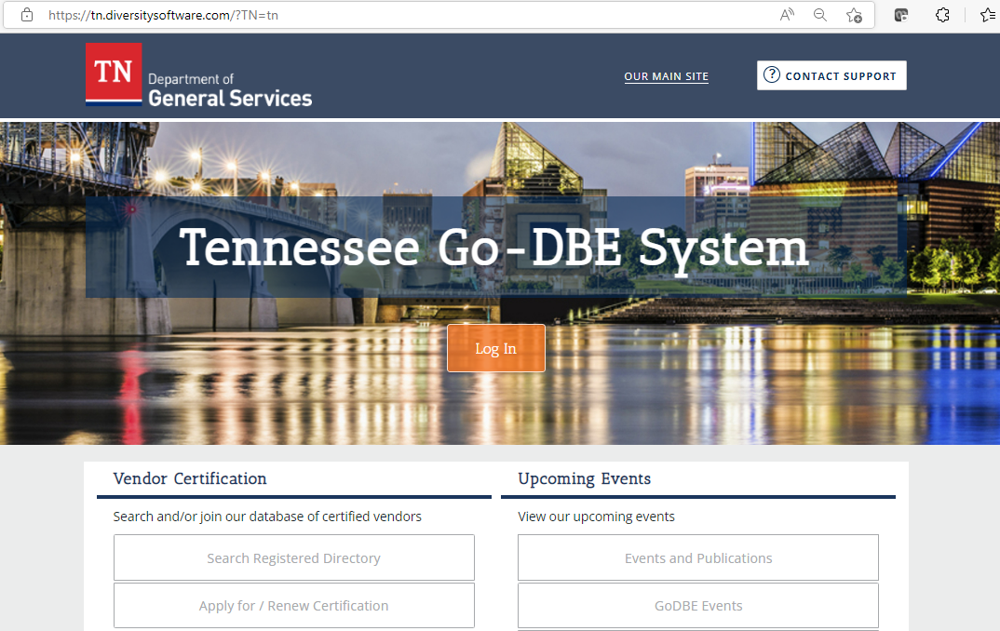 https://tn.diversitysoftware.com/?TN=tn
TN
Department of
General Services
OUR MAIN SITE
? CONTACT SUPPORT
Tennessee Go-DBE System
Log In
Vendor Certification
Search and/or join our database of certified vendors
Search Registered Directory
Apply for / Renew Certification
Upcoming Events
View our upcoming events
Events and Publications
GoDBE Events